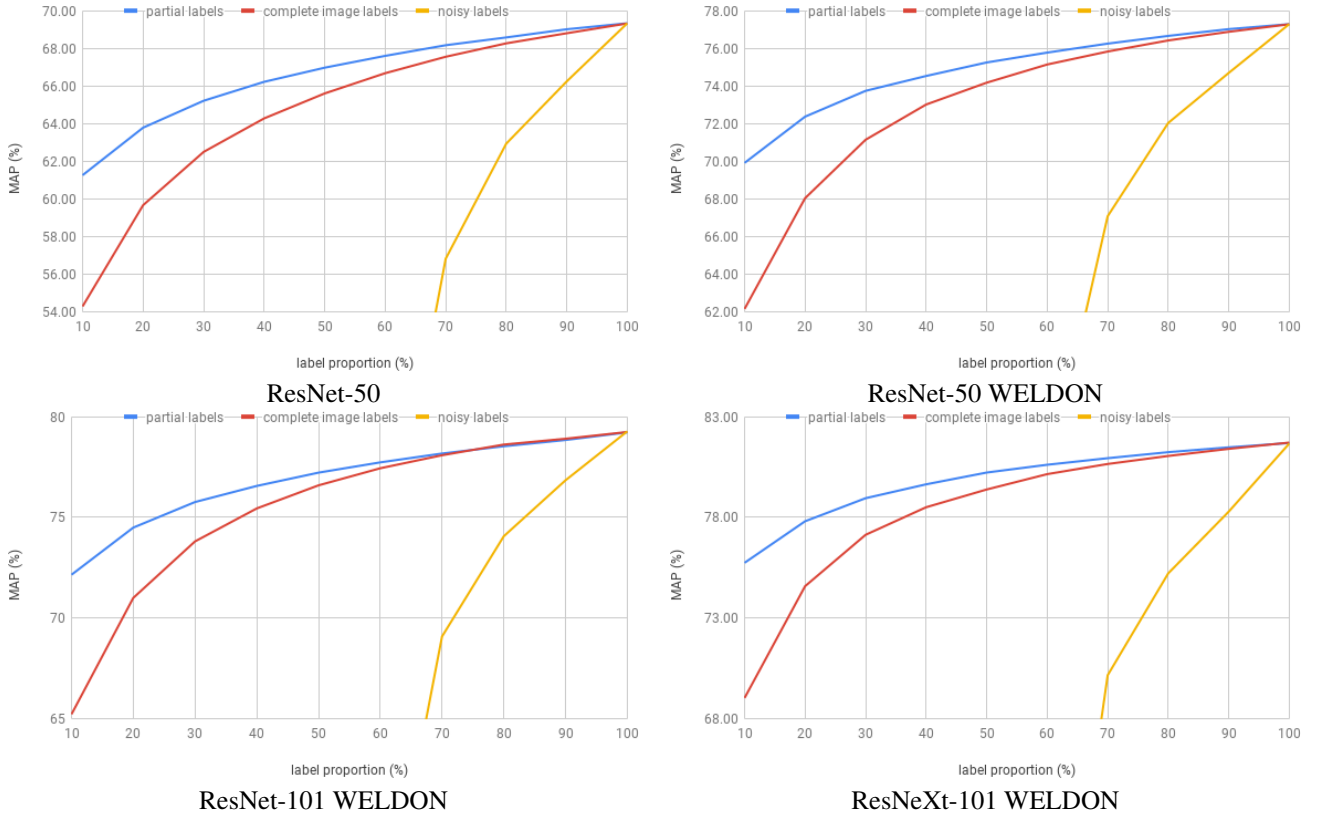 partial labels complete image labels noisy labels
70.00
68.00
66.00
64.00
62.00
60.00
58.00
56.00
54.00
MAP (%)
10 20 30 40 50 60 70 80 90 100
label proportion (%)
ResNet-50
partial labels complete image labels noisy labels
78.00
76.00
74.00
72.00
70.00
68.00
66.00
64.00
62.00
MAP (%)
10 20 30 40 50 60 70 80 90 100
label proportion (%)
ResNet-50 WELDON
partial labels complete image labels noisy labels
80
75
70
65
MAP (%)
10 20 30 40 50 60 70 80 90 100
label proportion (%)
ResNet-101 WELDON
partial labels complete image labels noisy labels
83.00
78.00
73.00
68.00
MAP (%)
10 20 30 40 50 60 70 80 90 100
label proportion (%)
ResNeXt-101 WELDON